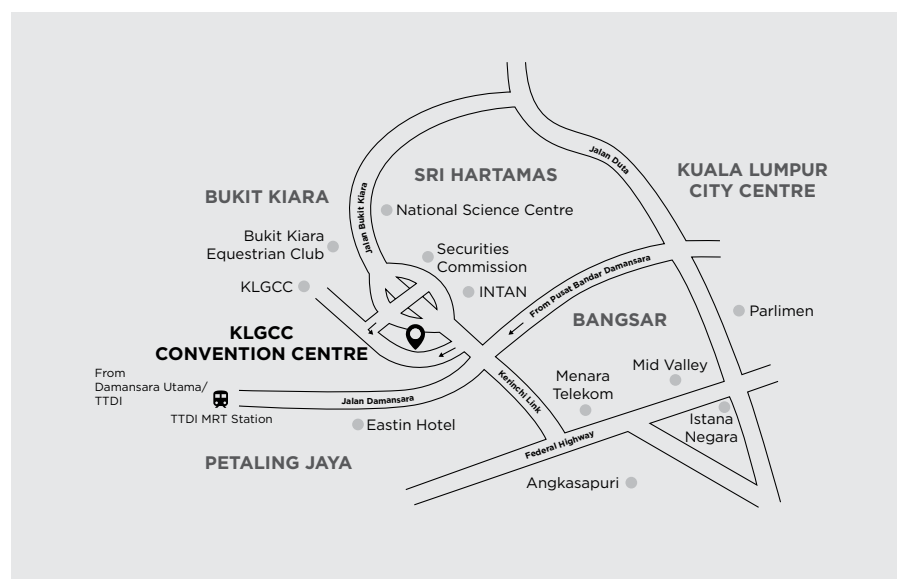 Jalan Duta
KUALA LUMPUR
CITY CENTRE
SRI HARTAMAS
BUKIT KIARA
Jalan Bukit Kiara
National Science Centre
Bukit Kiara
Equestrian Club
Securities
Commission
From Pusat Bandar Damansara
KLGCC
INTAN
BANGSAR
Parlimen
KLGCC
CONVENTION CENTRE
Mid Valley
From
Damansara Utama/
TTDI
Menara
Telekom
Kerinchi Link
Jalan Damansara
TTDI MRT Station
Eastin Hotel
Istana
Negara
Federal Highway
PETALING JAYA
Angkasapuri